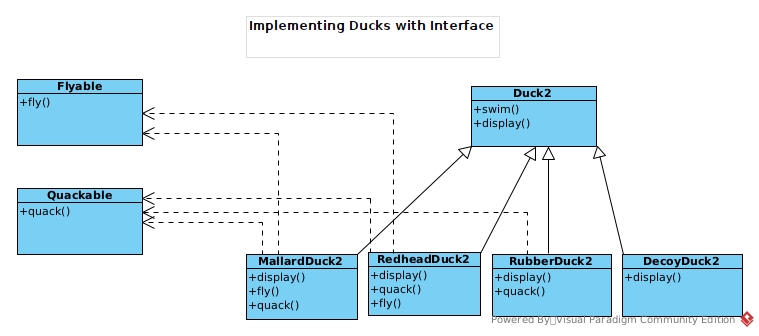 Implementing Ducks with Interface
Flyable
+fly()
Duck2
+swim()
+display()
Quackable
+quack()
MallardDuck2
+display()
+fly()
+quack()
RedheadDuck2
+display()
+quack()
+fly()
RubberDuck2
+display()
+quack()
DecoyDuck2
+display()
Powered By Visual Paradigm Community Edition